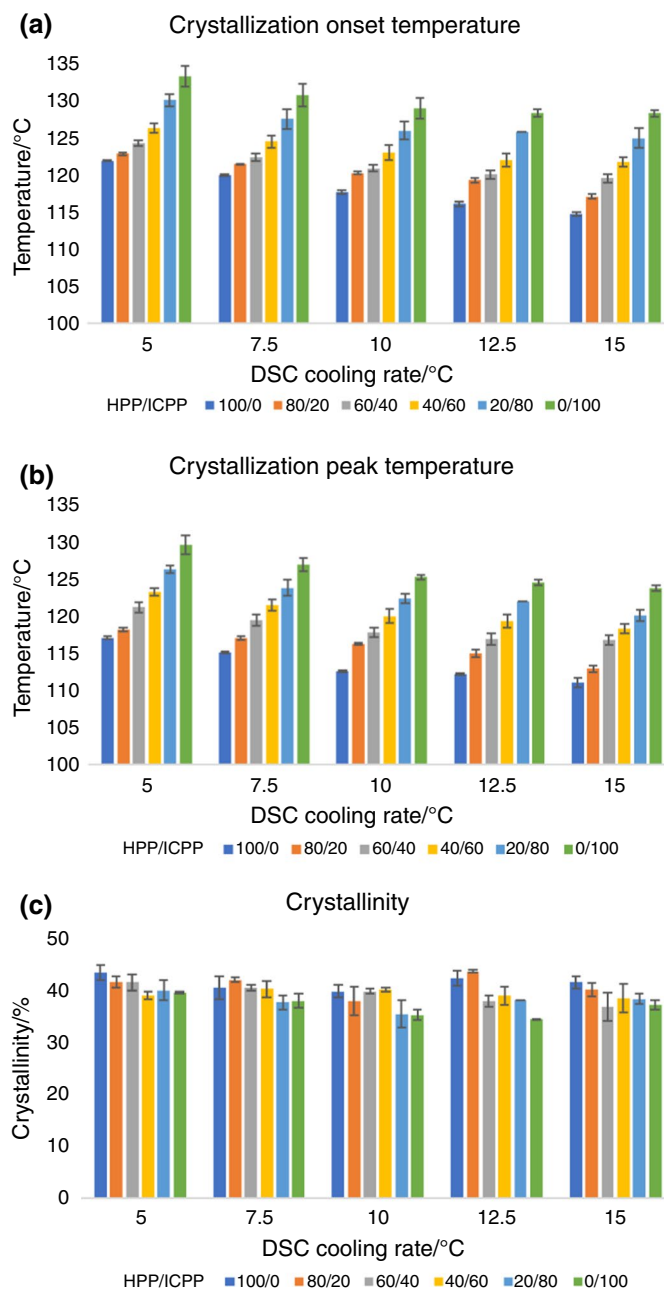 (a) Crystallization onset temperature
135
130
125
120
115
110
105
100
Temperature/°C
5 7.5 10 12.5 15
DSC cooling rate/°C
HPP/ICPP 100/0 80/20 60/40 40/60 20/80 0/100
(b) Crystallization peak temperature
135
130
125
120
115
110
105
100
Temperature/°C
5 7.5 10 12.5 15
DSC cooling rate/°C
HPP/ICPP 100/0 80/20 60/40 40/60 20/80 0/100
(c) Crystallinity
50
40
30
20
10
0
Crystallinity/%
5 7.5 10 12.5 15
DSC cooling rate/°C
HPP/ICPP 100/0 80/20 60/40 40/60 20/80 0/100